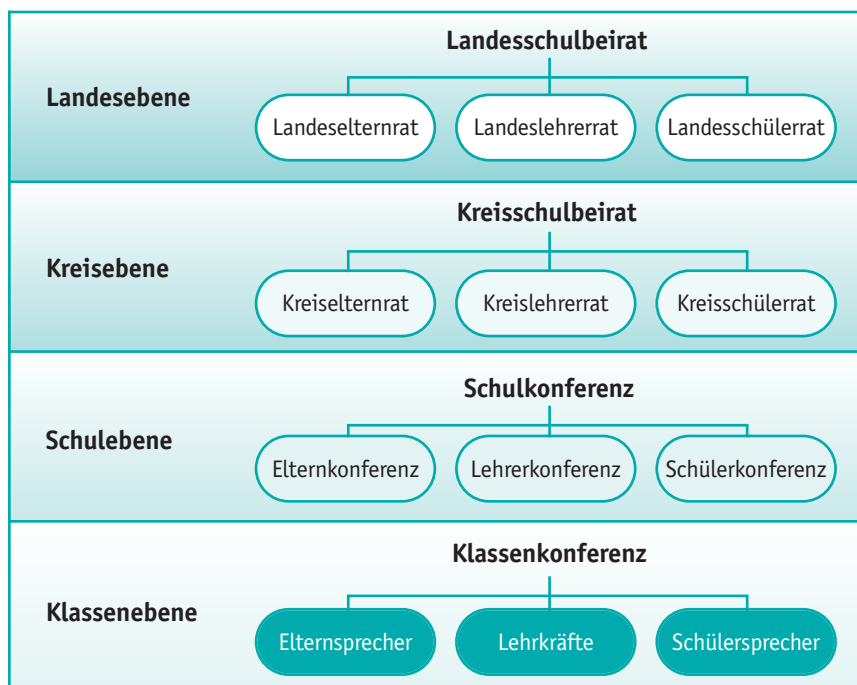 Landesschulbeirat
Landesebene
Landeselternrat Landeslehrerrat Landesschülerrat
Kreisschulbeirat
Kreisebene
Kreiselternrat Kreislehrerrat Kreisschülerrat
Schulkonferenz
Schulebene
Elternkonferenz Lehrerkonferenz Schülerkonferenz
Klassenkonferenz
Klassenebene
Elternsprecher Lehrkräfte Schülersprecher